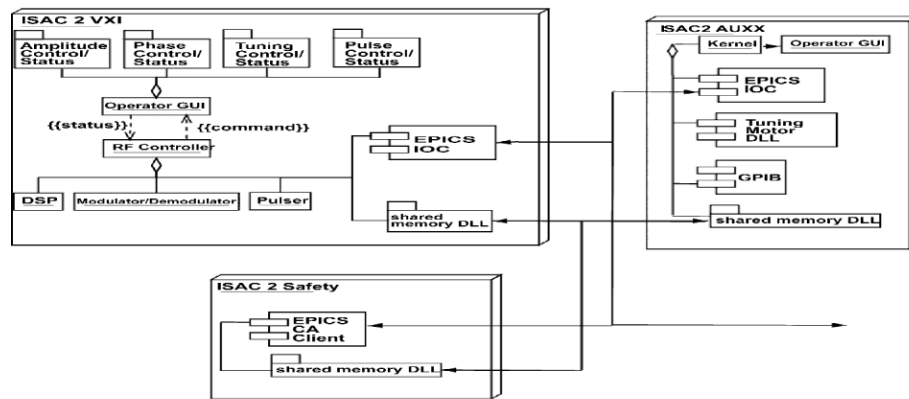 ISAC 2 VXI
Amplitude
Control/
Status
Phase
Control/
Status
Tuning
Control/
Status
Pulse
Control/
Status
Operator GUI
{{status}}
{{command}}
RF Controller
DSP
Modulator/Demodulator
Pulser
EPICS
IOC
shared
memory DLL
ISAC2 AUXX
Kernel
Operator GUI
EPICS
IOC
Tuning
Motor
DLL
GPIB
shared memory DLL
ISAC 2 Safety
EPICS
CA
Client
shared memory DLL